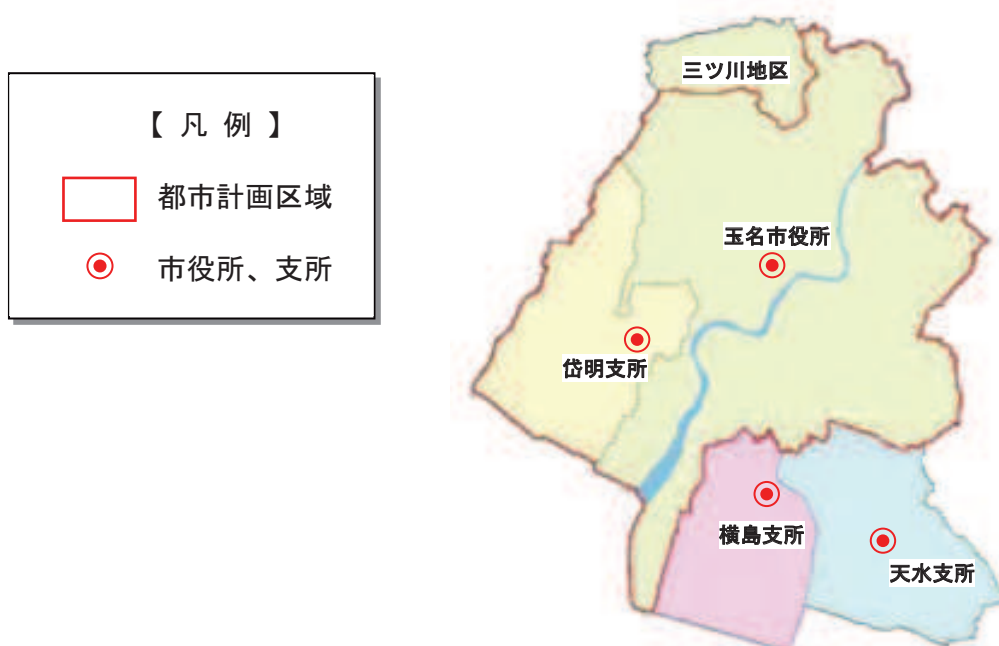 【 凡 例 】
都市計画区域
市役所、支所
三ツ川地区
玉名市役所
岱明支所
横島支所
天水支所